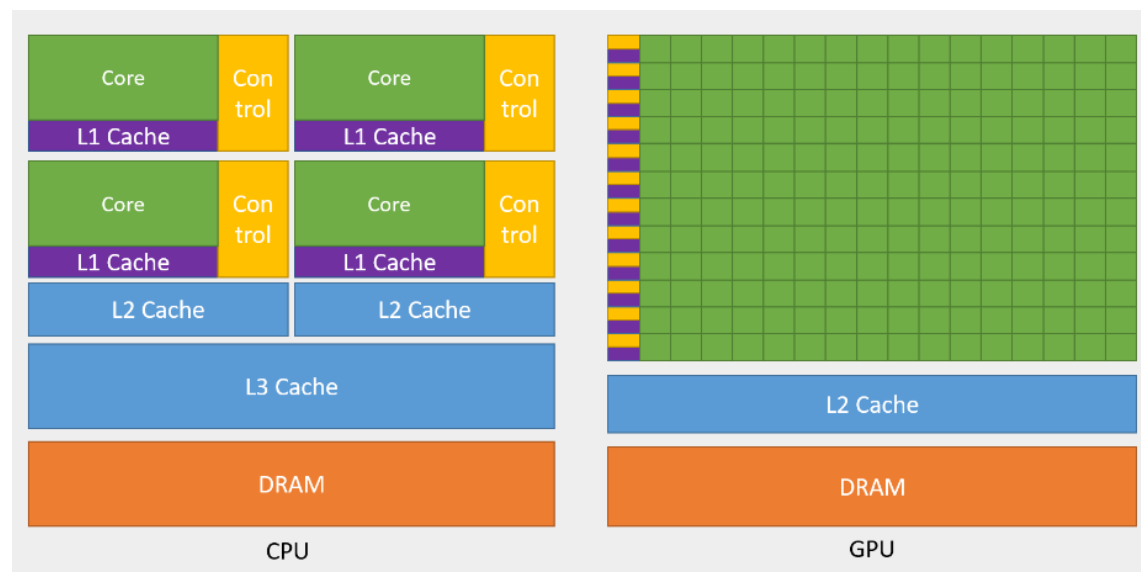 Core
Con
trol
Core
Con
trol
L1 Cache
L1 Cache
Core
Con
trol
Core
Con
trol
L1 Cache
L1 Cache
L2 Cache
L2 Cache
L3 Cache
DRAM
CPU
L2 Cache
DRAM
GPU